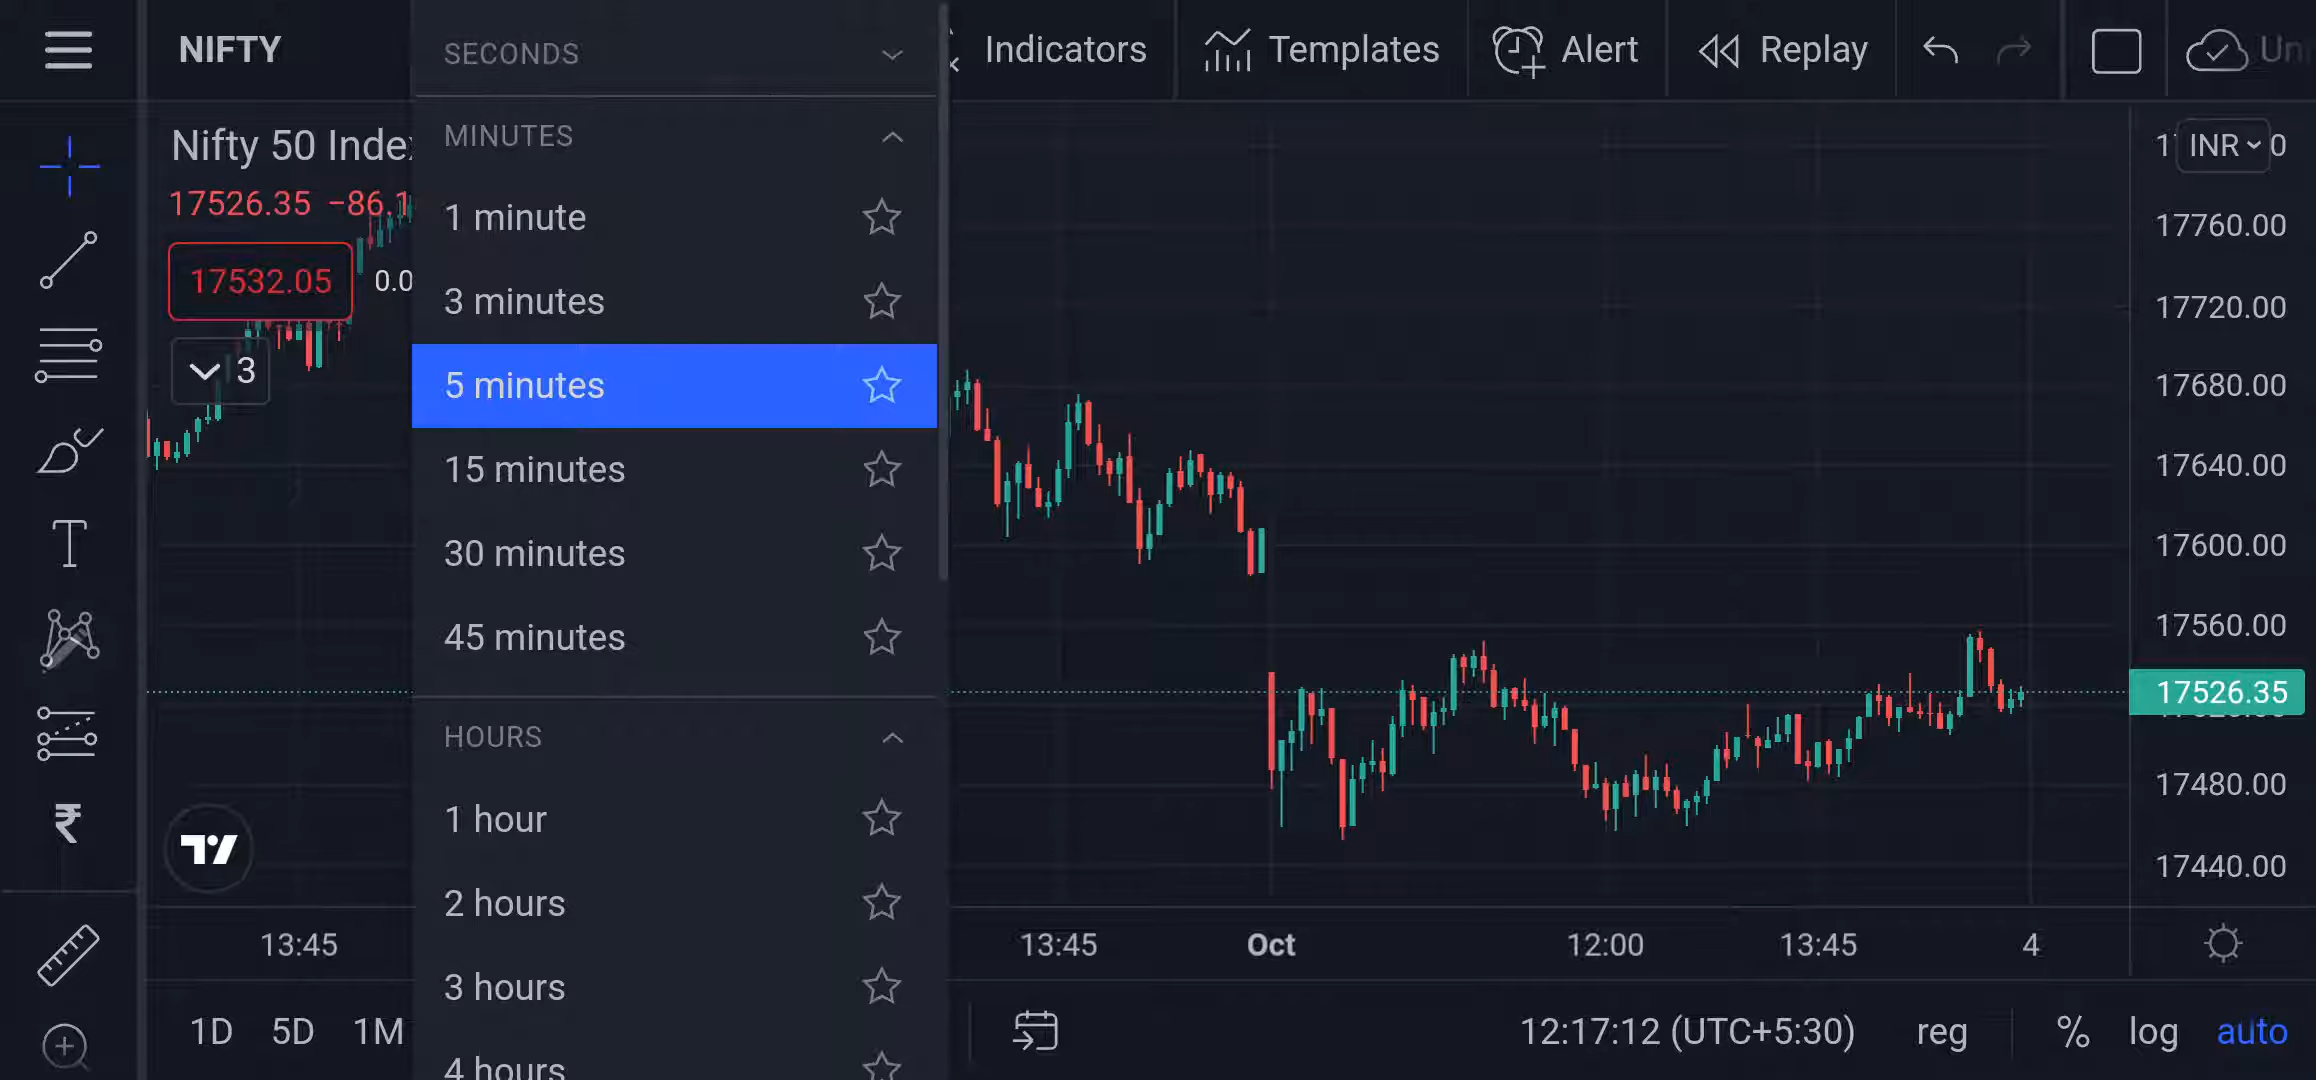 NIFTY
Indicators
Templates
Alert
Replay
SECONDS
MINUTES
1 minute
3 minutes
5 minutes
15 minutes
30 minutes
45 minutes
HOURS
1 hour
2 hours
3 hours
4 hours
Nifty 50
17526.35 −86.1
17532.05 0.0
3
INR
17760.00
17720.00
17680.00
17640.00
17600.00
17560.00
17526.35
17480.00
17440.00
13:45 13:45 Oct 12:00 13:45 4
1D 5D 1M
12:17:12 (UTC+5:30) reg % log auto